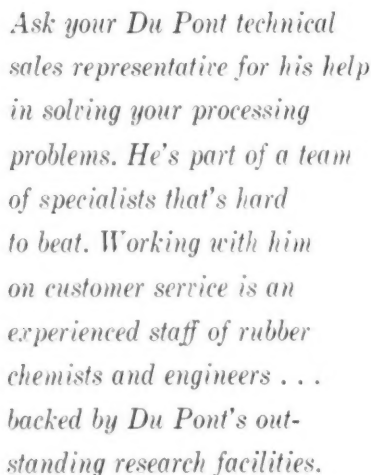 Ask your Du Pont technical
sales representative for his help
in solving your processing
problems. He's part of a team
of specialists that's hard
to beat. Working with him
on customer service is an
experienced staff of rubber
chemists and engineers . . .
backed by Du Pont's out-
standing research facilities.